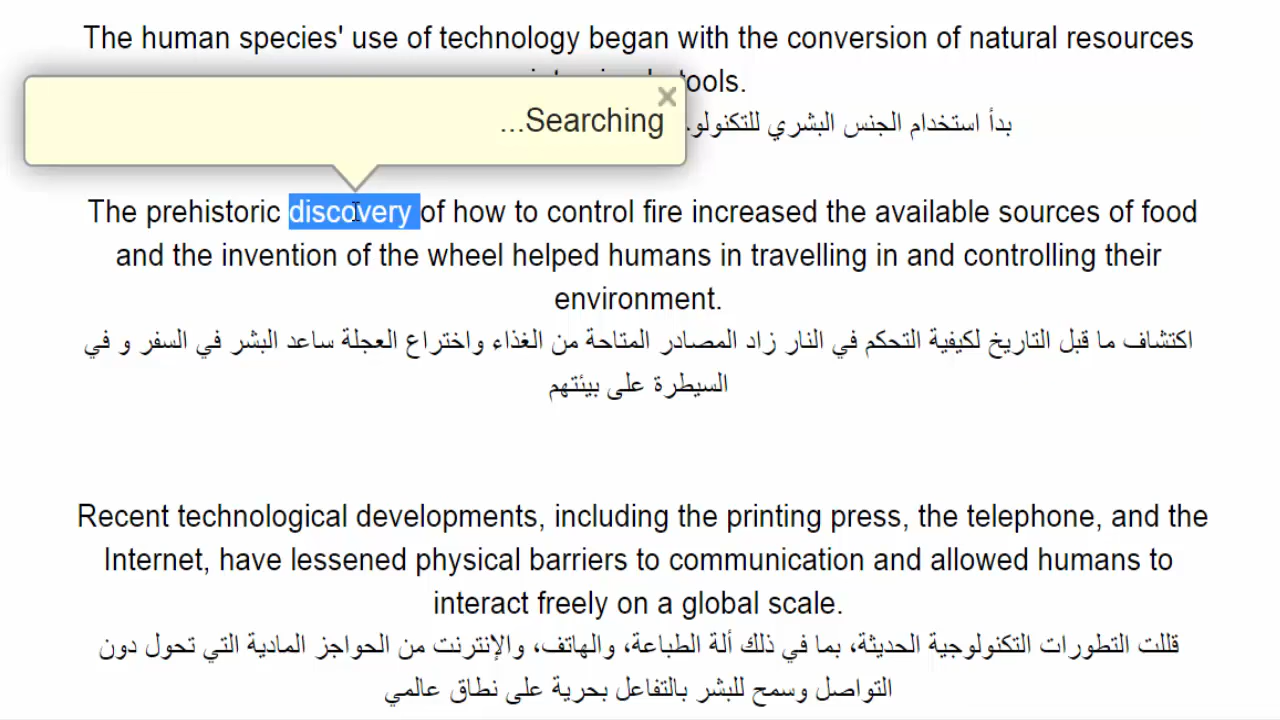 The human species' use of technology began with the conversion of natural resources
tools.
...Searching
بدأ استخدام الجنس البشري
The prehistoric discovery of how to control fire increased the available sources of food
and the invention of the wheel helped humans in travelling in and controlling their
environment.
اكتشاف ما قبل التاريخ لكيفية التحكم في النار زاد المصادر المتاحة من الغذاء واختراع العجلة ساعد البشر في السفر و في
السيطرة على بيئتهم
Recent technological developments, including the printing press, the telephone, and the
Internet, have lessened physical barriers to communication and allowed humans to
interact freely on a global scale.
قللت التطورات التكنولوجية الحديثة، بما في ذلك ألة الطباعة، والهاتف، والإنترنت من الحواجز المادية التي تحول دون
التواصل وسمح للبشر بالتفاعل بحرية على نطاق عالمي